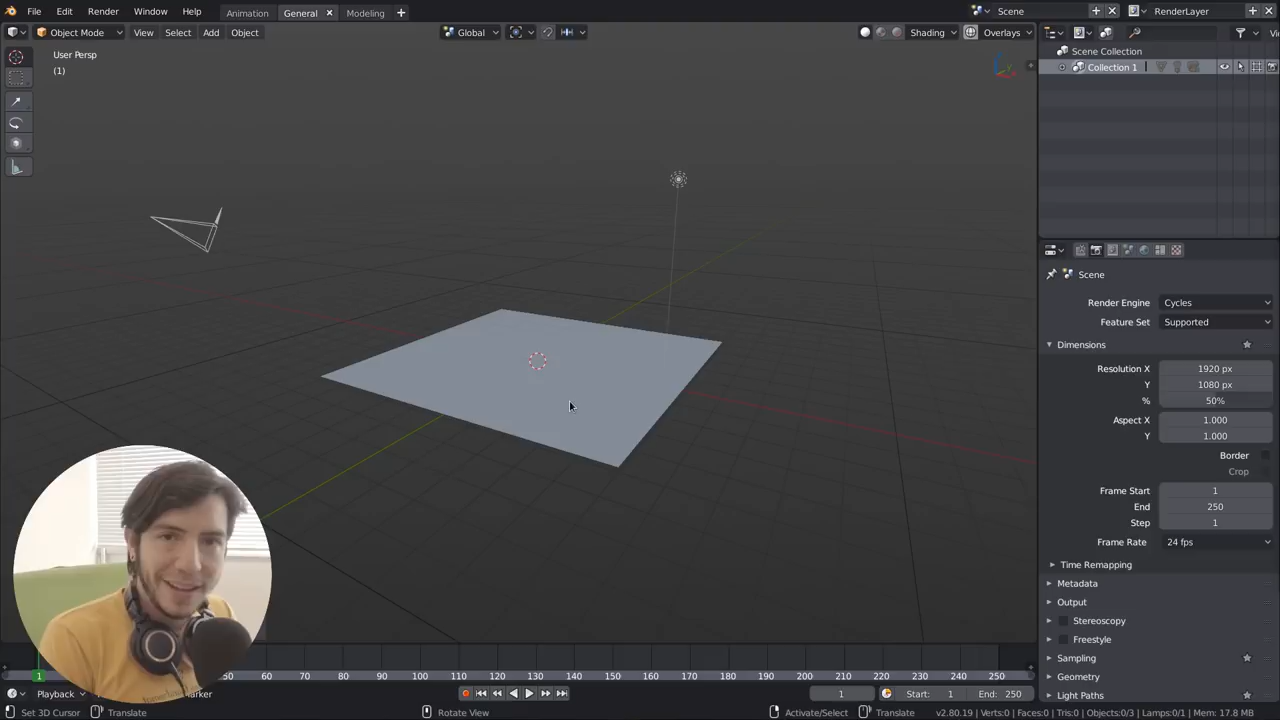 File Edit Render Window Help Animation General Modeling Scene RenderLayer
Object Mode View Select Add Object Global Shading Overlays
User Persp
(1)
Scene Collection
Collection 1
Scene
Render Engine Cycles
Feature Set Supported
Dimensions
Resolution X 1920 px
Y 1080 px
% 50%
Aspect X 1.000
Y 1.000
Border
Crop
Frame Start 1
End 250
Step 1
Frame Rate 24 fps
Time Remapping
Metadata
Output
Stereoscopy
Freestyle
Sampling
Geometry
Light Paths
1 50 60 70 80 90 100 110 120 130 140 150 160 170 180 190 200 210 220 230 240 250
Playback 1 Start: 1 End: 250
Set 3D Cursor Translate Rotate View Activate/Select Translate v2.80.19 | Verts:0 | Faces:0 | Tris:0 | Objects:0/3 | Lamps:0/1 | Mem: 17.8 MB